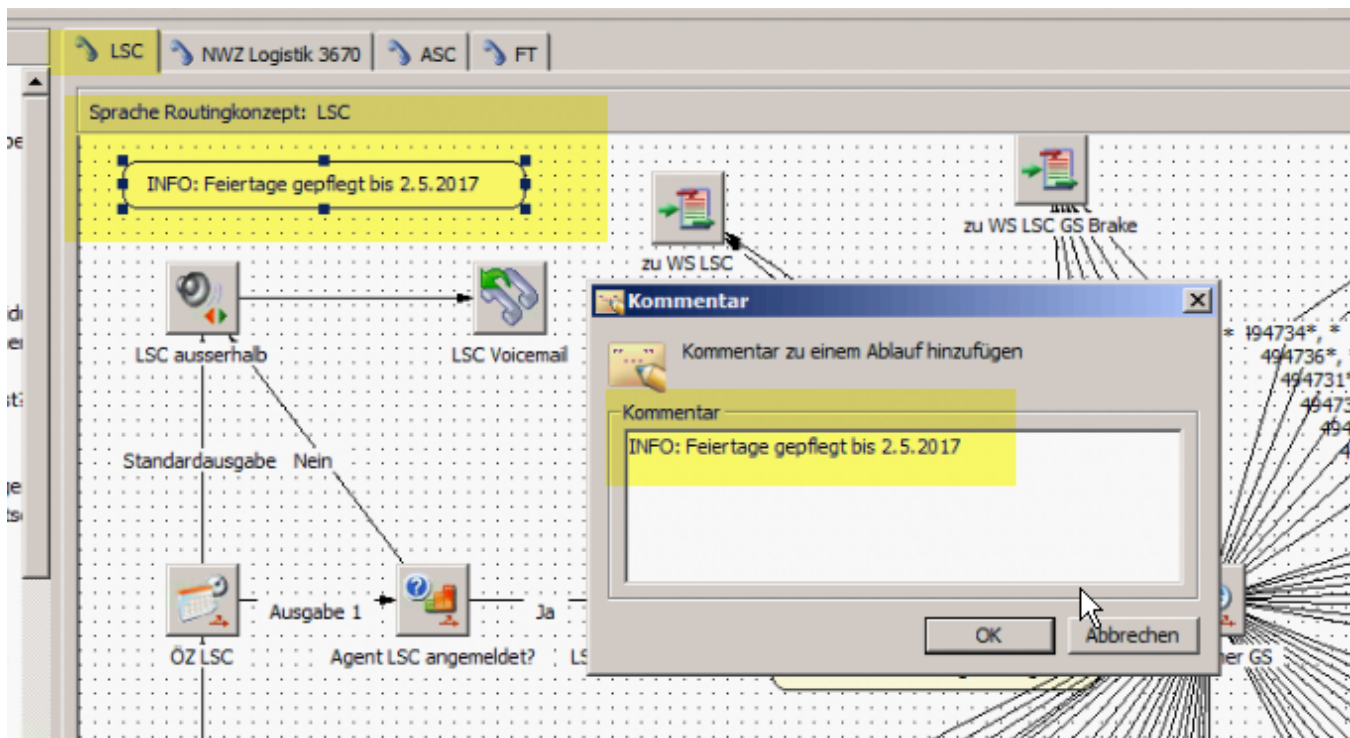 LSC
NWZ Logistik 3670
ASC
FT
Sprache Routingkonzept: LSC
INFO: Feiertage gepflegt bis 2.5.2017
zu WS LSC
zu WS LSC GS Brake
LSC ausserhalb
LSC Voicemail
Kommentar
Kommentar zu einem Ablauf hinzufügen
Kommentar
INFO: Feiertage gepflegt bis 2.5.2017
OK
Abbrechen
494734*, *
494736*,
494731*
Standardausgabe
Nein
Ausgabe 1
Ja
ÖZ LSC
Agent LSC angemeldet?
GS